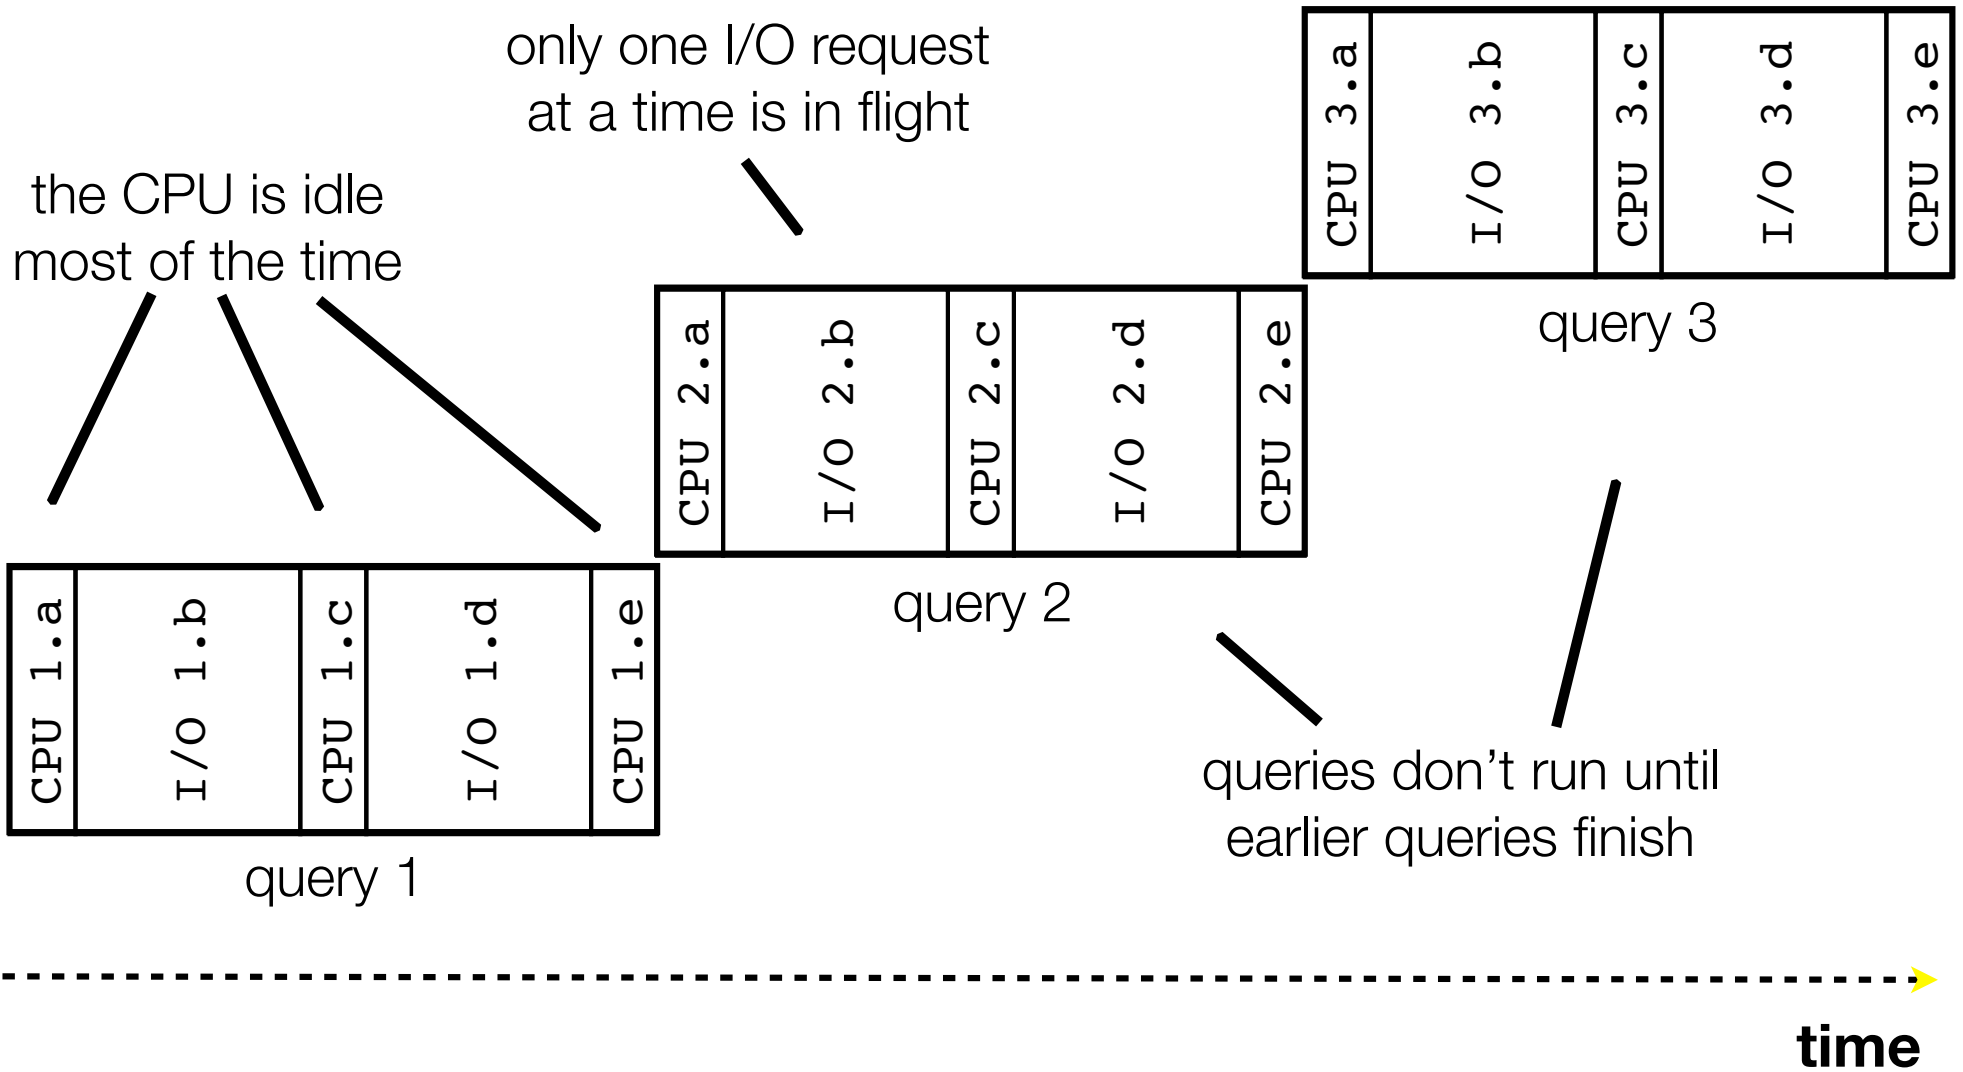 only one I/O request
at a time is in flight
the CPU is idle
most of the time
CPU 3.a
I/O 3.b
CPU 3.c
I/O 3.d
CPU 3.e
query 3
CPU 2.a
I/O 2.b
CPU 2.c
I/O 2.d
CPU 2.e
query 2
CPU 1.a
I/O 1.b
CPU 1.c
I/O 1.d
CPU 1.e
query 1
queries don't run until
earlier queries finish
time